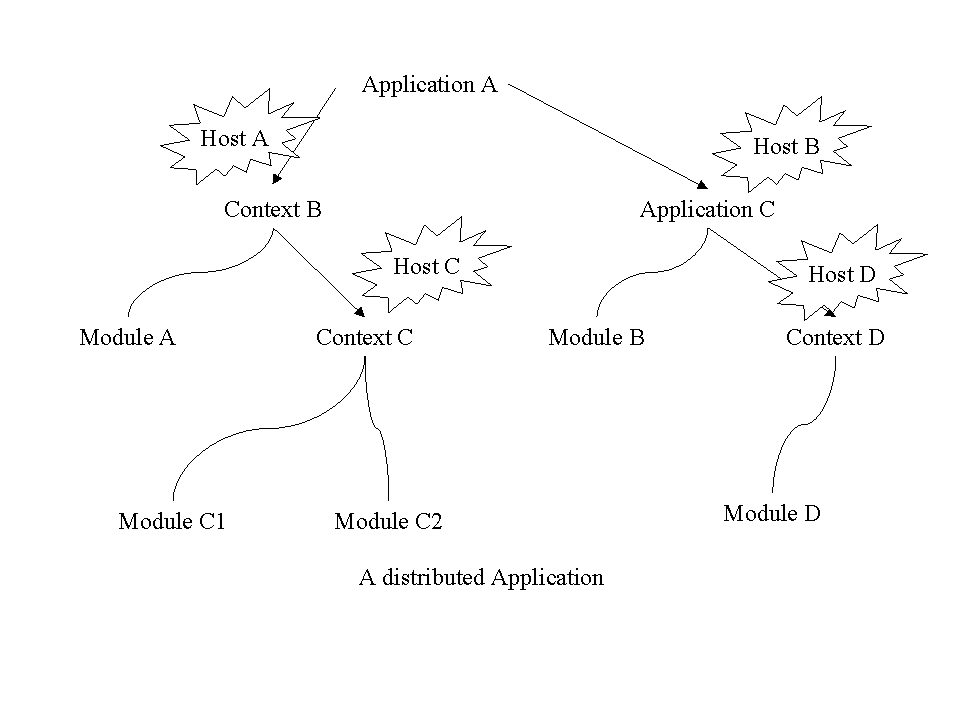 Application A
Host A
Host B
Context B
Application C
Host C
Host D
Module A
Context C
Module B
Context D
Module C1
Module C2
Module D
A distributed Application